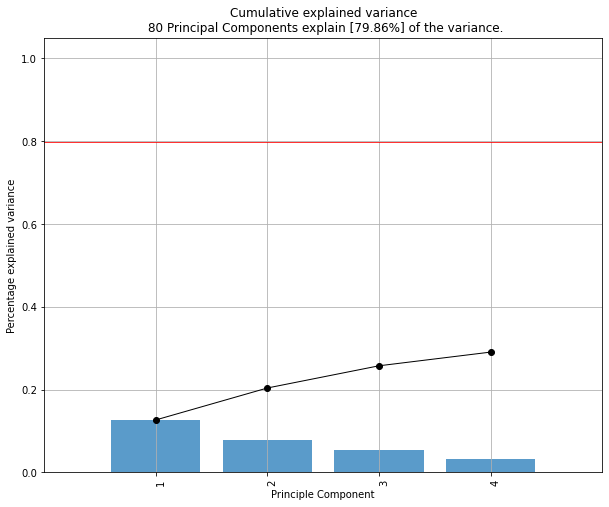 Cumulative explained variance
80 Principal Components explain [79.86%] of the variance.
1.0
0.8
0.6
0.4
0.2
0.0
Percentage explained variance
1
2
3
4
Principle Component